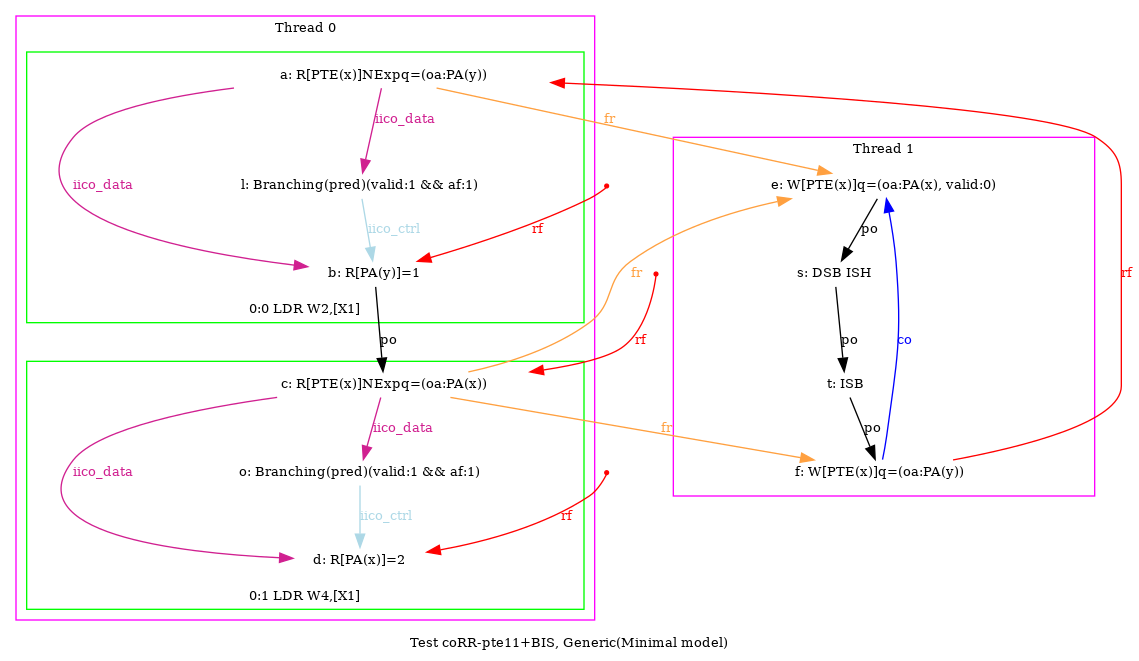 Thread 0
a: R[PTE(x)]NExpq=(oa:PA(y))
fr
iico_data
Thread 1
iico_data
l: Branching(pred)(valid:1 && af:1)
e: W[PTE(x)]q=(oa:PA(x), valid:0)
iico_ctrl
rf
po
b: R[PA(y)]=1
fr
s: DSB ISH
rf
0:0 LDR W2,[X1]
po
rf
po
co
c: R[PTE(x)]NExpq=(oa:PA(x))
t: ISB
iico_data
fr
po
iico_data
o: Branching(pred)(valid:1 && af:1)
f: W[PTE(x)]q=(oa:PA(y))
iico_ctrl
rf
d: R[PA(x)]=2
0:1 LDR W4,[X1]
Test coRR-pte11+BIS, Generic(Minimal model)